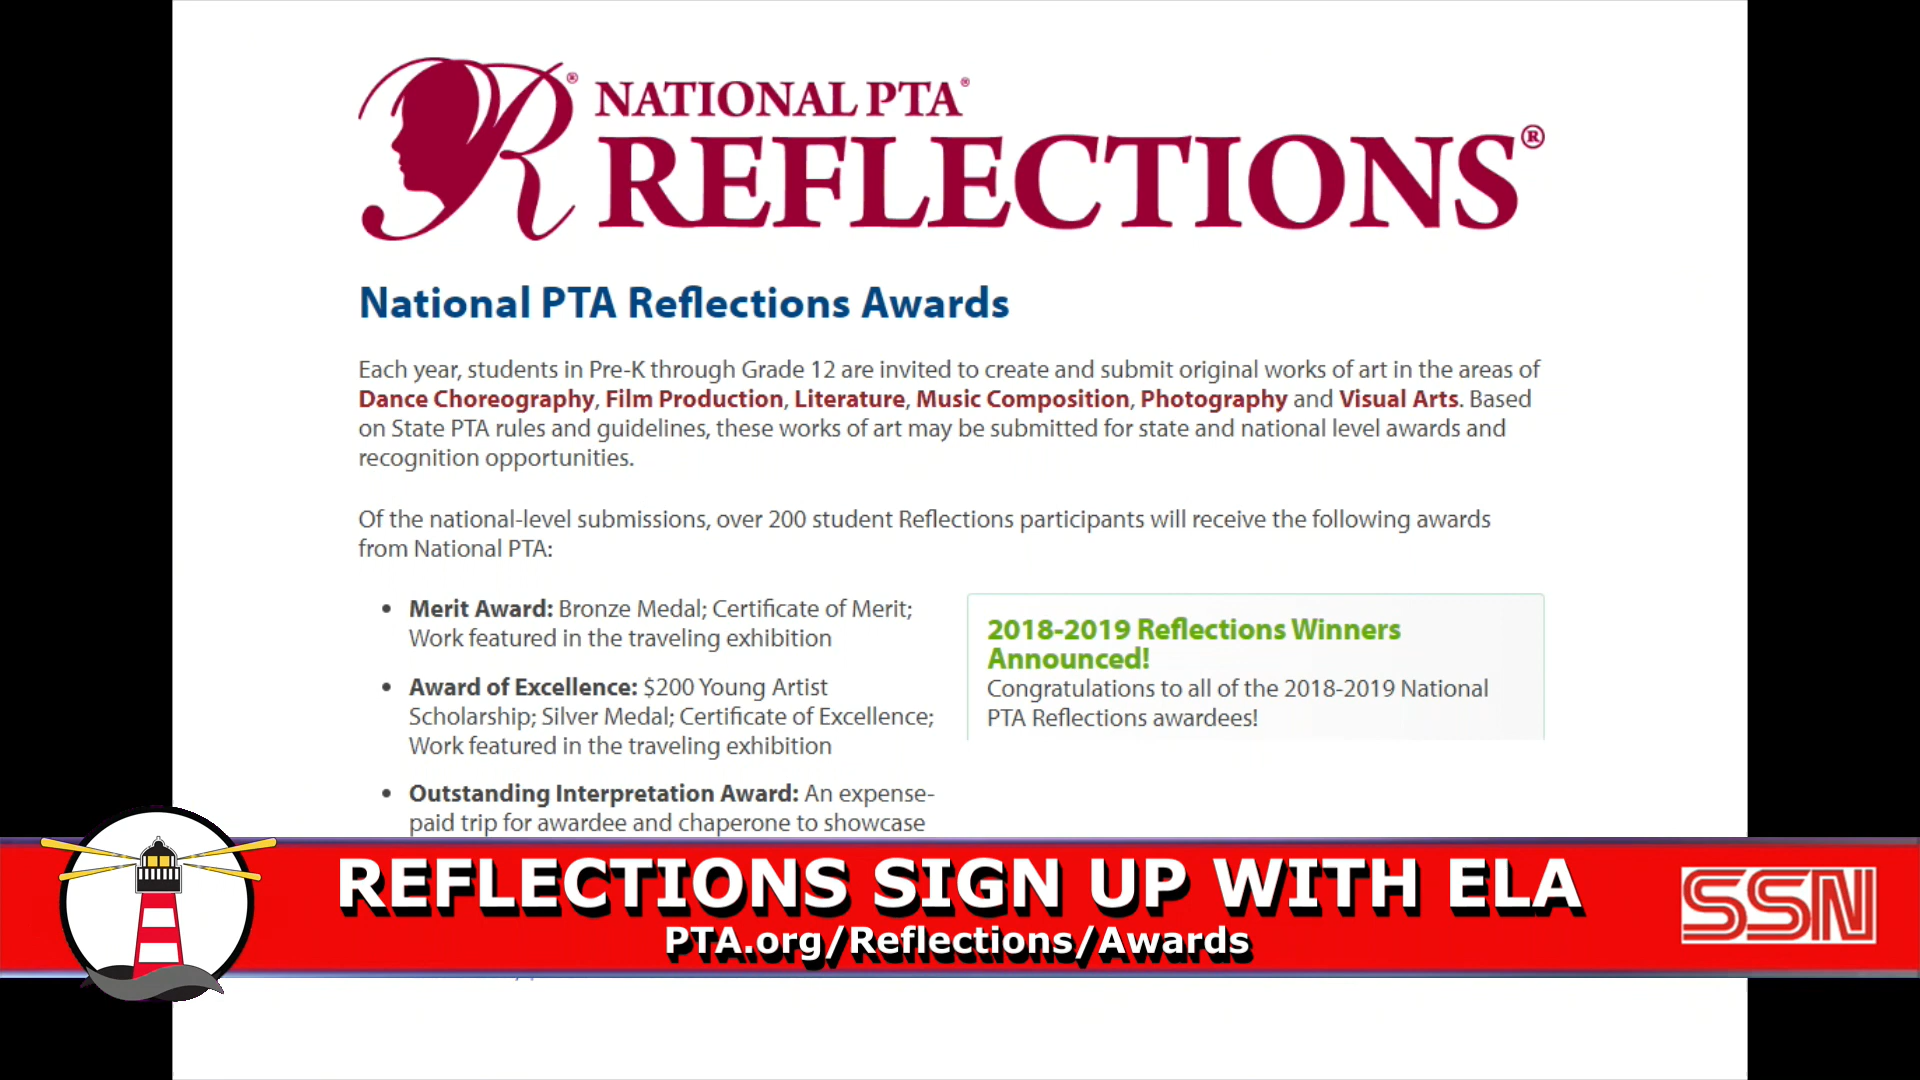 NATIONAL PTA®
REFLECTIONS®
National PTA Reflections Awards
Each year, students in Pre-K through Grade 12 are invited to create and submit original works of art in the areas of
Dance Choreography, Film Production, Literature, Music Composition, Photography and Visual Arts. Based
on State PTA rules and guidelines, these works of art may be submitted for state and national level awards and
recognition opportunities.
Of the national-level submissions, over 200 student Reflections participants will receive the following awards
from National PTA:
• Merit Award: Bronze Medal; Certificate of Merit;
Work featured in the traveling exhibition
• Award of Excellence: $200 Young Artist
Scholarship; Silver Medal; Certificate of Excellence;
Work featured in the traveling exhibition
• Outstanding Interpretation Award: An expense-
paid trip for awardee and chaperone to showcase
2018-2019 Reflections Winners
Announced!
Congratulations to all of the 2018-2019 National
PTA Reflections awardees!
REFLECTIONS SIGN UP WITH ELA
PTA.org/Reflections/Awards
SSN